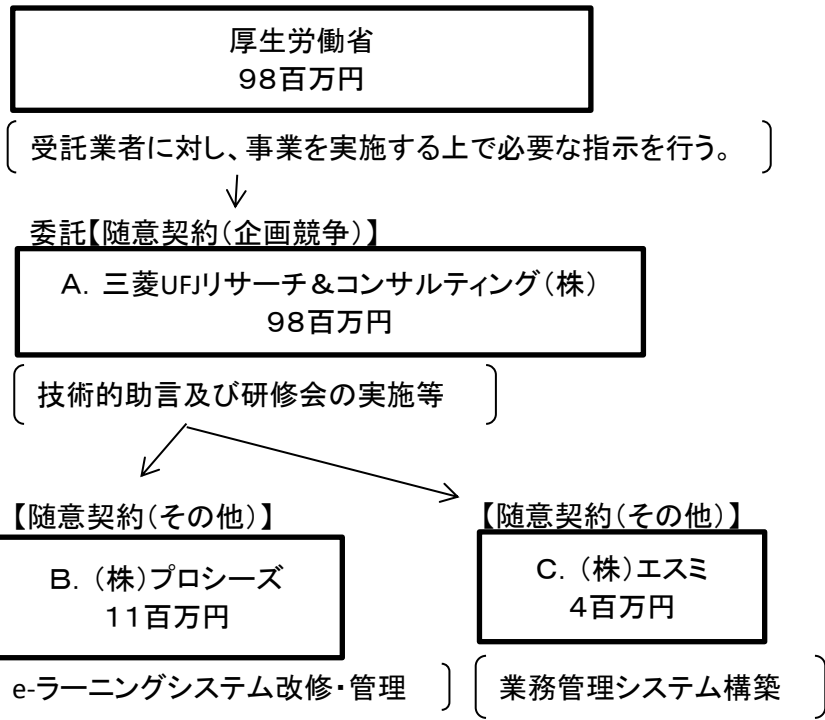 厚生労働省
98百万円
受託業者に対し、事業を実施する上で必要な指示を行う。
委託【随意契約(企画競争)】
A. 三菱UFJリサーチ&コンサルティング(株)
98百万円
技術的助言及び研修会の実施等
【随意契約(その他)】
B. (株)プロシーズ
11百万円
e-ラーニングシステム改修・管理
【随意契約(その他)】
C. (株)エスミ
4百万円
業務管理システム構築